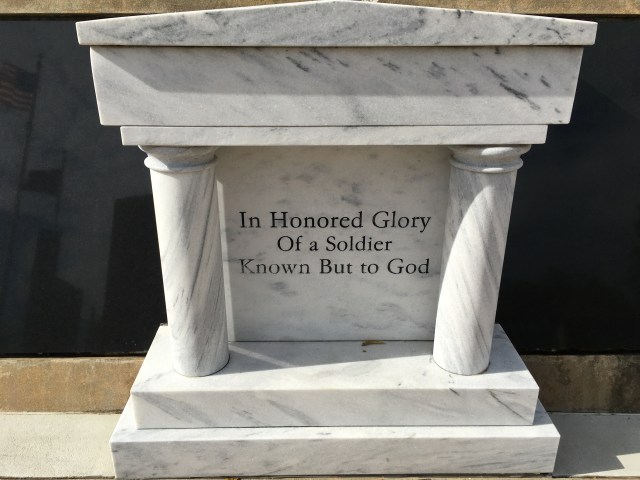 In Honored Glory
Of a Soldier
Known But to God